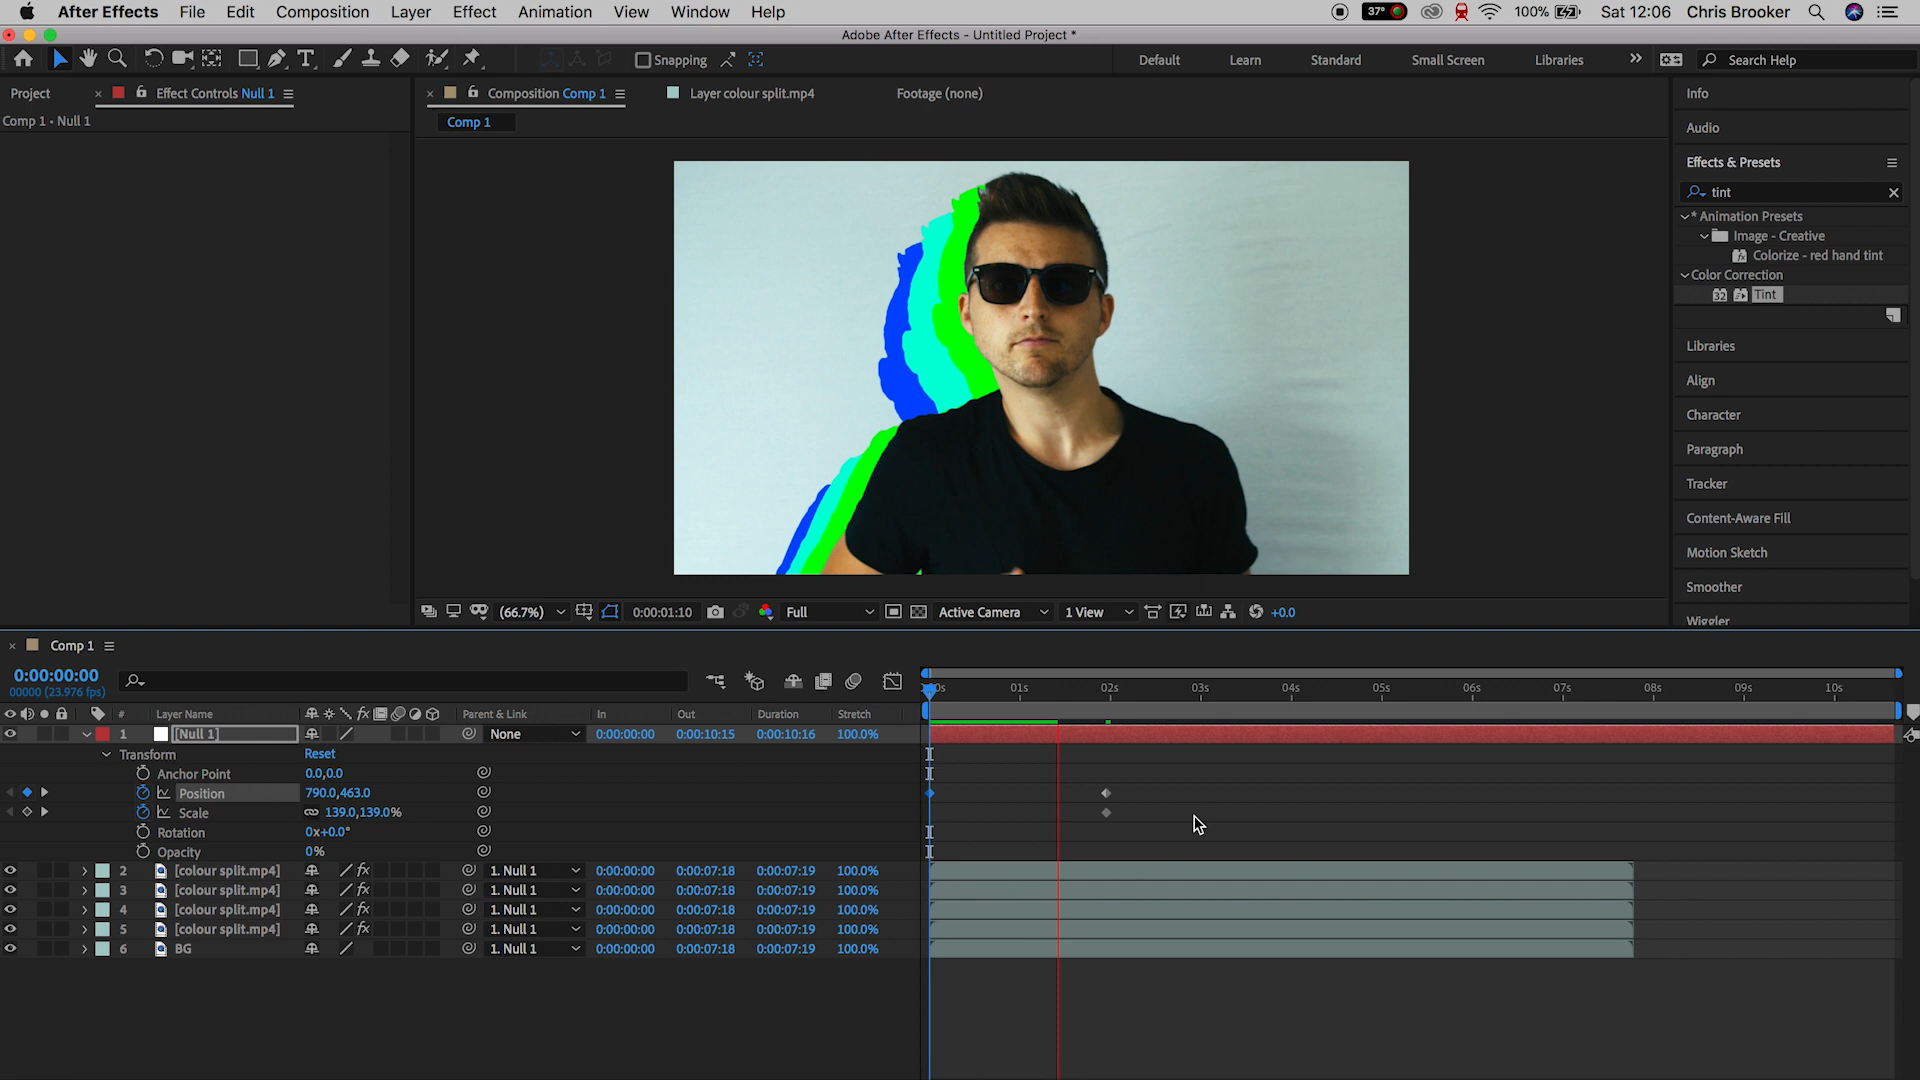 After Effects File Edit Composition Layer Effect Animation View Window Help 37° 100% Sat 12:06 Chris Brooker
Adobe After Effects - Untitled Project *
T Snapping Default Learn Standard Small Screen Libraries » Search Help
Project × Effect Controls Null 1 × Composition Comp 1 Layer colour split.mp4 Footage (none) Info
Comp 1 • Null 1 Comp 1
Audio
Effects & Presets
tint
* Animation Presets
Image - Creative
Colorize - red hand tint
Color Correction
32 Tint
Libraries
Align
Character
Paragraph
Tracker
Content-Aware Fill
Motion Sketch
Smoother
Wiggler
(66.7%) 0:00:01:10 Full Active Camera 1 View +0.0
× Comp 1
0:00:00:00
00000 (23.976 fps)
00s 01s 02s 03s 04s 05s 06s 07s 08s 09s 10s
# Layer Name fx Parent & Link In Out Duration Stretch
1 [Null 1] None 0:00:00:00 0:00:10:15 0:00:10:16 100.0%
Transform Reset
Anchor Point 0.0,0.0
Position 790.0,463.0
Scale 139.0,139.0%
Rotation 0x+0.0°
Opacity 0%
2 [colour split.mp4] fx 1. Null 1 0:00:00:00 0:00:07:18 0:00:07:19 100.0%
3 [colour split.mp4] fx 1. Null 1 0:00:00:00 0:00:07:18 0:00:07:19 100.0%
4 [colour split.mp4] fx 1. Null 1 0:00:00:00 0:00:07:18 0:00:07:19 100.0%
5 [colour split.mp4] fx 1. Null 1 0:00:00:00 0:00:07:18 0:00:07:19 100.0%
6 BG 1. Null 1 0:00:00:00 0:00:07:18 0:00:07:19 100.0%